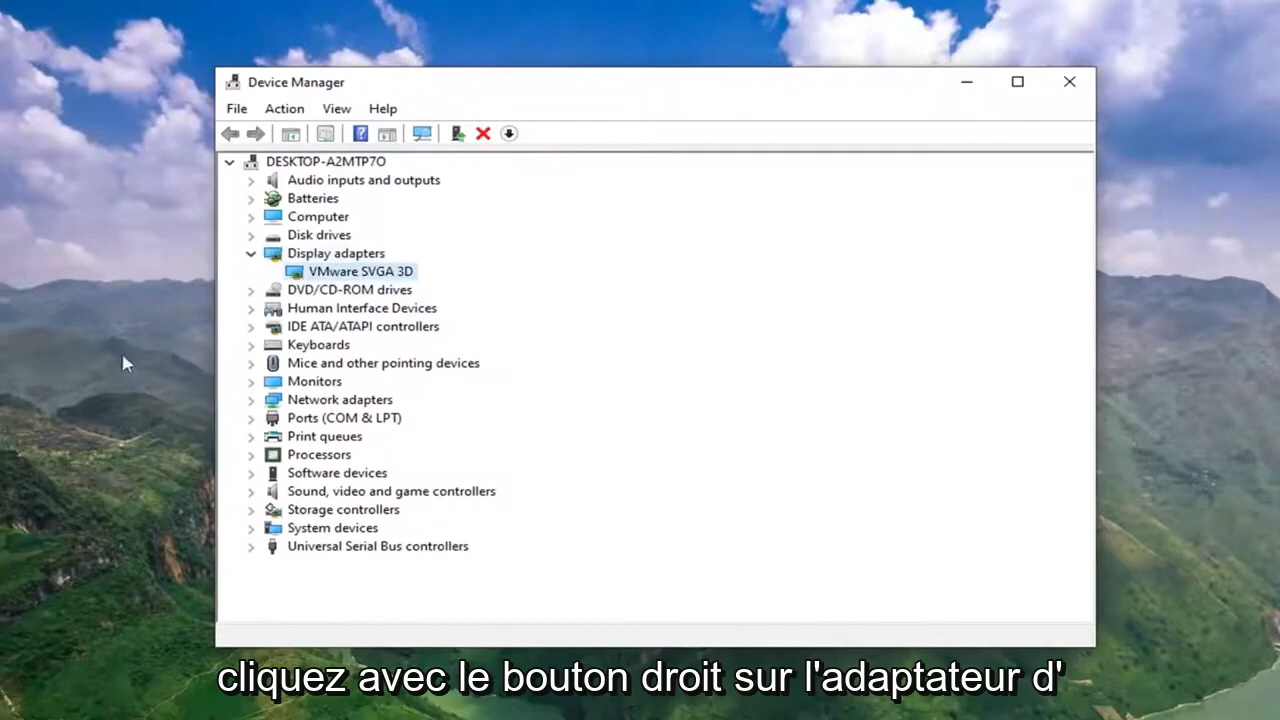 Device Manager
File Action View Help
DESKTOP-A2MTP7O
Audio inputs and outputs
Batteries
Computer
Disk drives
Display adapters
VMware SVGA 3D
DVD/CD-ROM drives
Human Interface Devices
IDE ATA/ATAPI controllers
Keyboards
Mice and other pointing devices
Monitors
Network adapters
Ports (COM & LPT)
Print queues
Processors
Software devices
Sound, video and game controllers
Storage controllers
System devices
Universal Serial Bus controllers
cliquez avec le bouton droit sur l'adaptateur d'